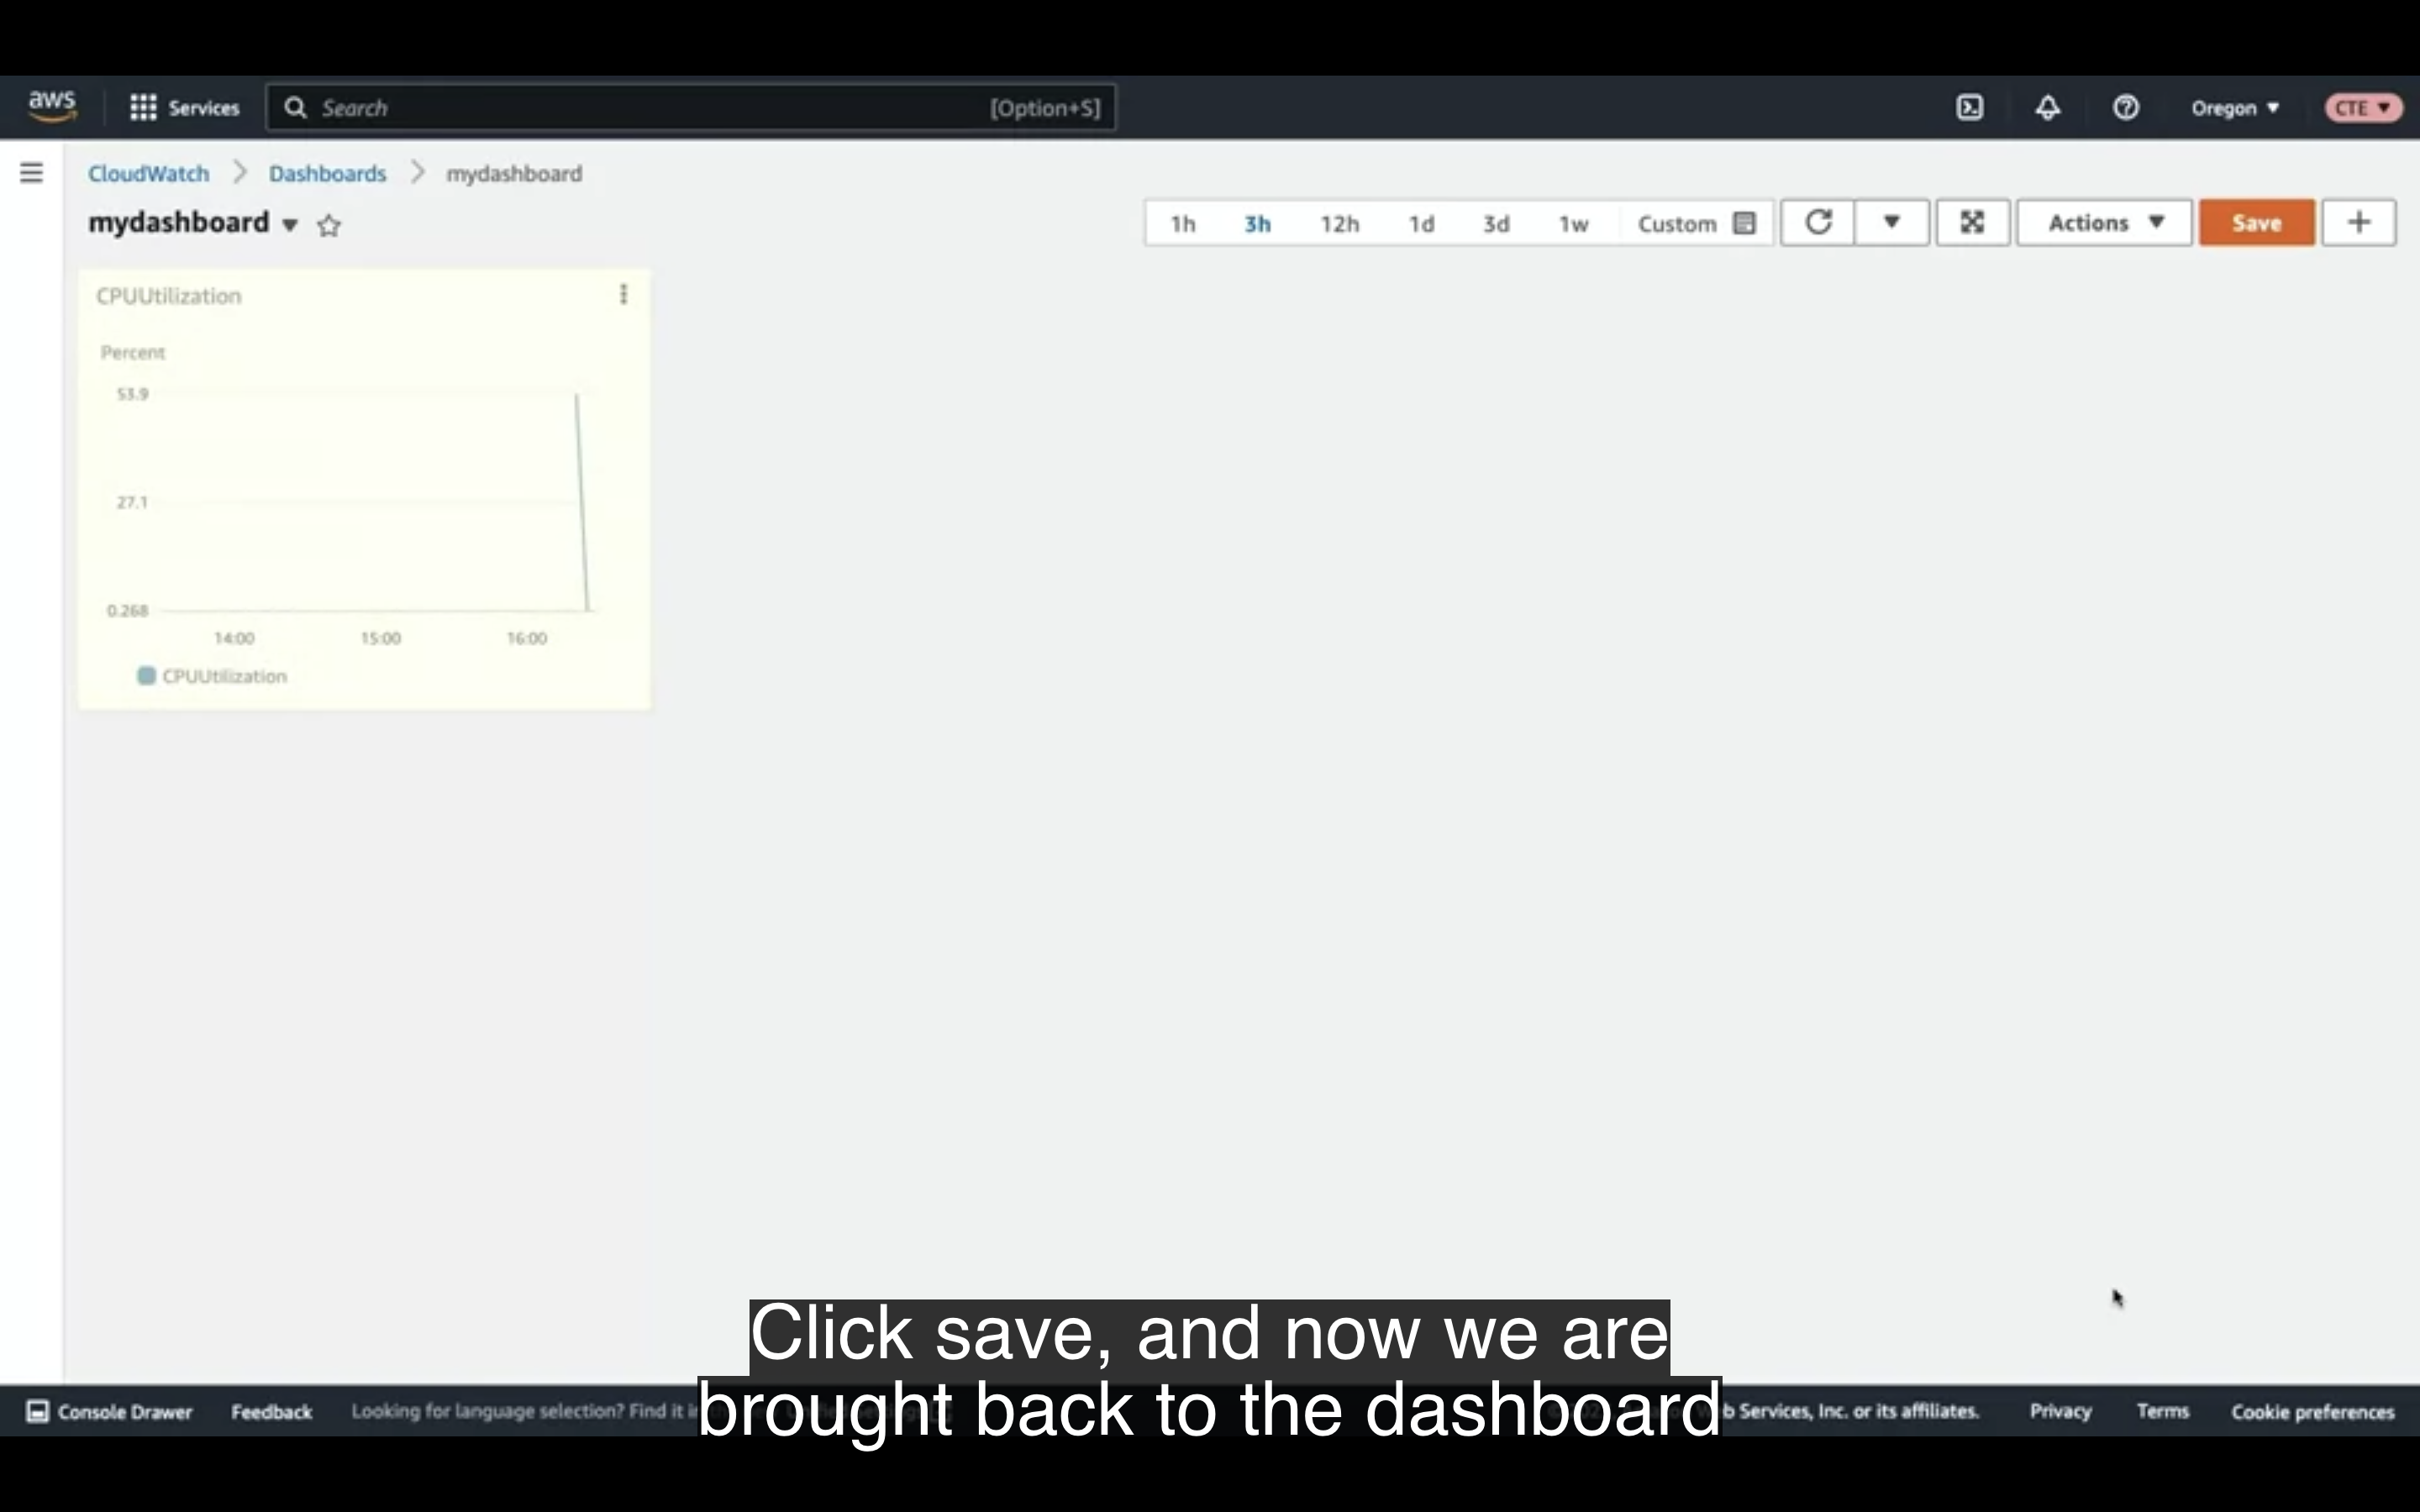 aws
Services
Search
[Option+S]
Oregon
CTE
CloudWatch
Dashboards
mydashboard
mydashboard
1h
3h
12h
1d
3d
1w
Custom
Actions
Save
CPUUtilization
Percent
53.9
27.1
0.268
14:00
15:00
16:00
CPUUtilization
Click save, and now we are
brought back to the dashboard
Console Drawer
Feedback
Looking for language selection? Find it
Services, Inc. or its affiliates.
Privacy
Terms
Cookie preferences